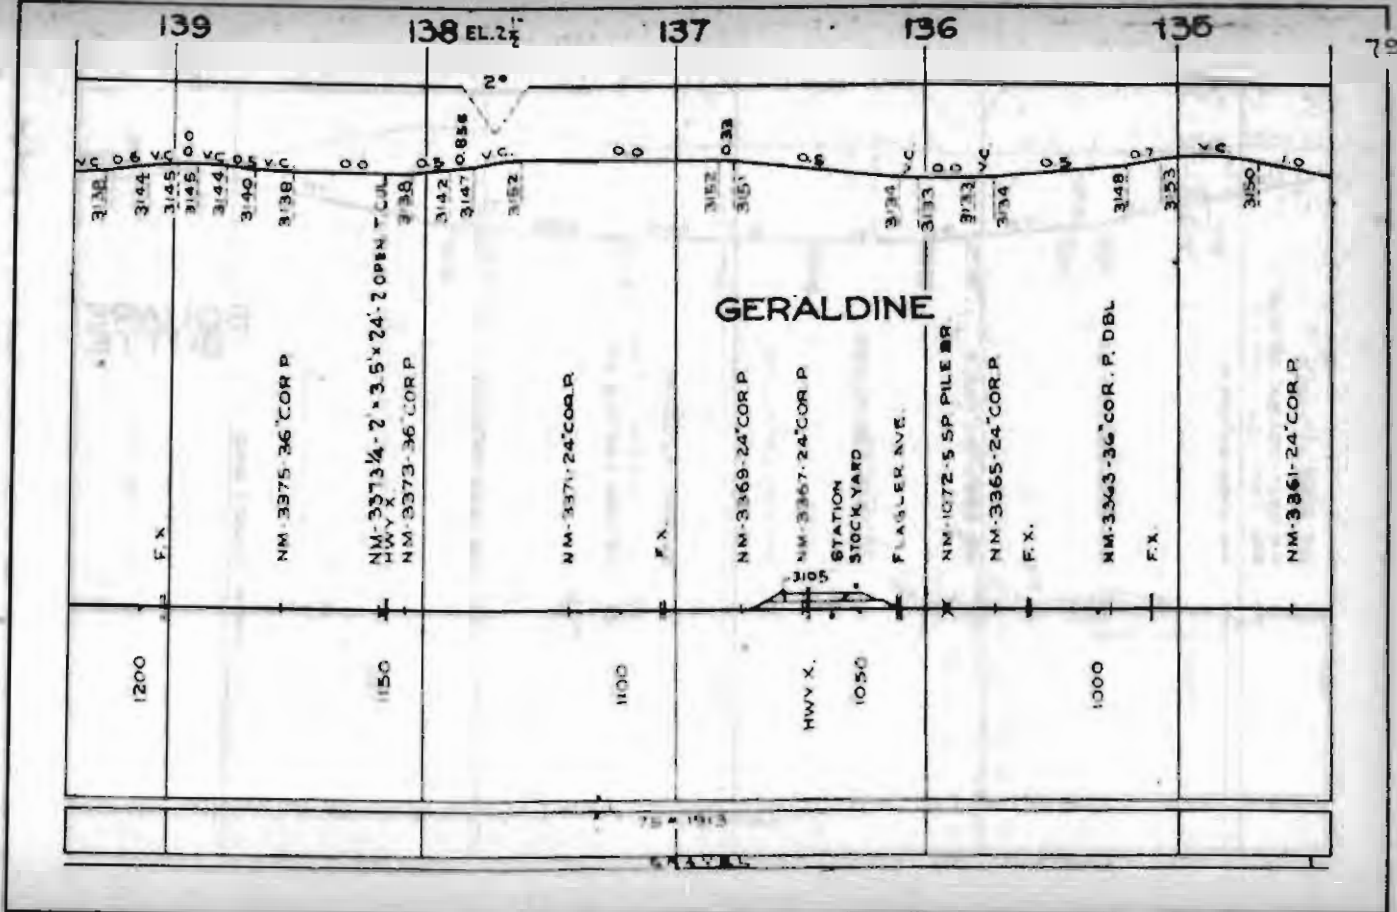 139
138
EL. 2½"
137
136
135
79
2°
V.C.
0.6
V.C.
0.0
V.C.
0.5
V.C.
0.0
0.5
0.856
V.C.
0.0
0.33
0.5
V.C.
0.0
V.C.
0.5
0.7
V.C.
1.0
3138
3144
3145
3145
3144
3140
3138
3138
3142
3147
3152
3152
3151
3134
3133
3133
3134
3148
3153
3150
GERALDINE
F.X.
NM-3375-36" COR.P.
NM-3373¼-2'×3.5'×24'-2 OPEN T.CUL.
HWY X.
NM-3373-36" COR.P.
NM-3371-24" COR.P.
F.X.
NM-3369-24" COR.P.
NM-3367-24" COR.P.
STATION
STOCK YARD
FLAGLER AVE.
NM-1072-5 SP PILE BR.
NM-3365-24" COR.P.
F.X.
NM-3363-36" COR.P. DBL
F.X.
NM-3361-24" COR.P.
3105
1200
1150
1100
HWY X.
1050
1000
75# 1913
GRAVEL